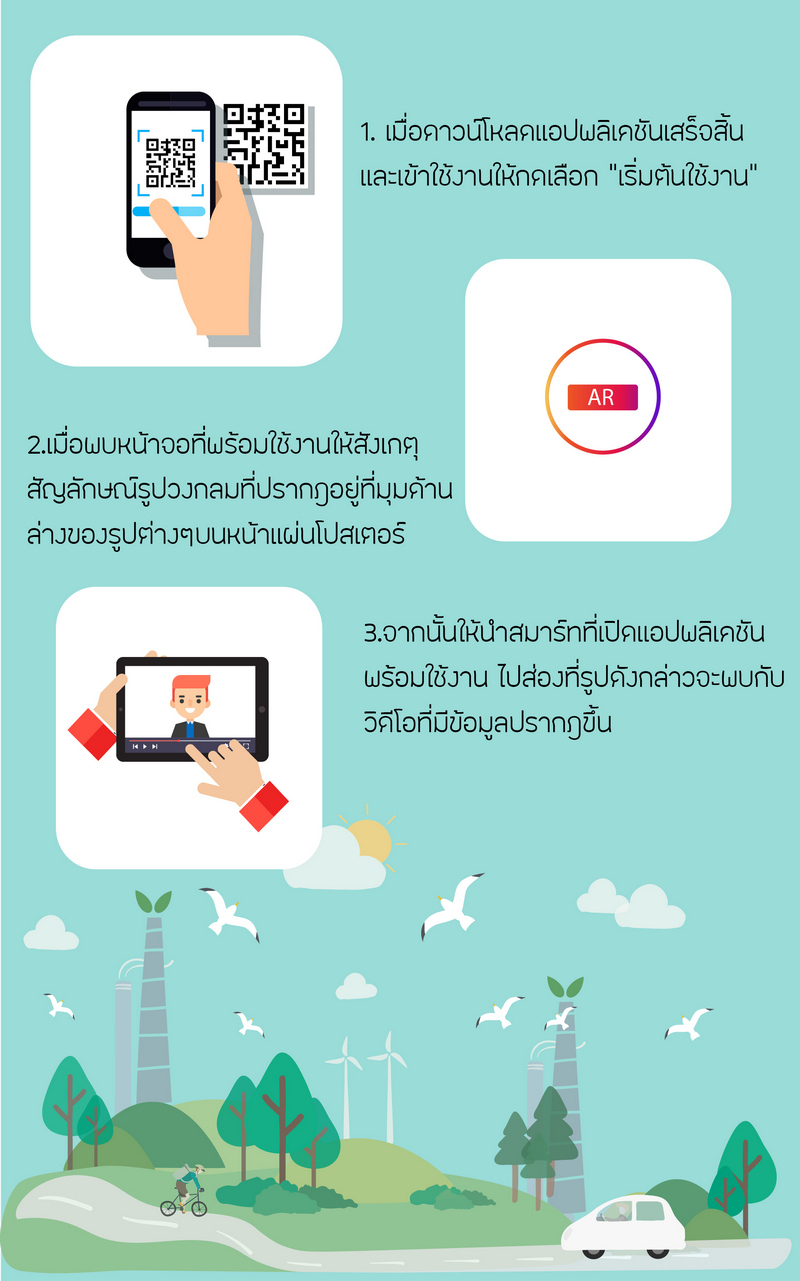 1. เมื่อดาวน์โหลดแอปพลิเคชันเสร็จสิ้น
และเข้าใช้งานให้กดเลือก "เริ่มต้นใช้งาน"
AR
2.เมื่อพบหน้าจอที่พร้อมใช้งานให้สังเกตุ
สัญลักษณ์รูปวงกลมที่ปรากฎอยู่ที่มุมด้าน
ล่างของรูปต่างๆบนหน้าแผ่นโปสเตอร์
3.จากนั้นให้นำสมาร์ทที่เปิดแอปพลิเคชัน
พร้อมใช้งาน ไปส่องที่รูปดังกล่าวจะพบกับ
วิดีโอที่มีข้อมูลปรากฎขึ้น